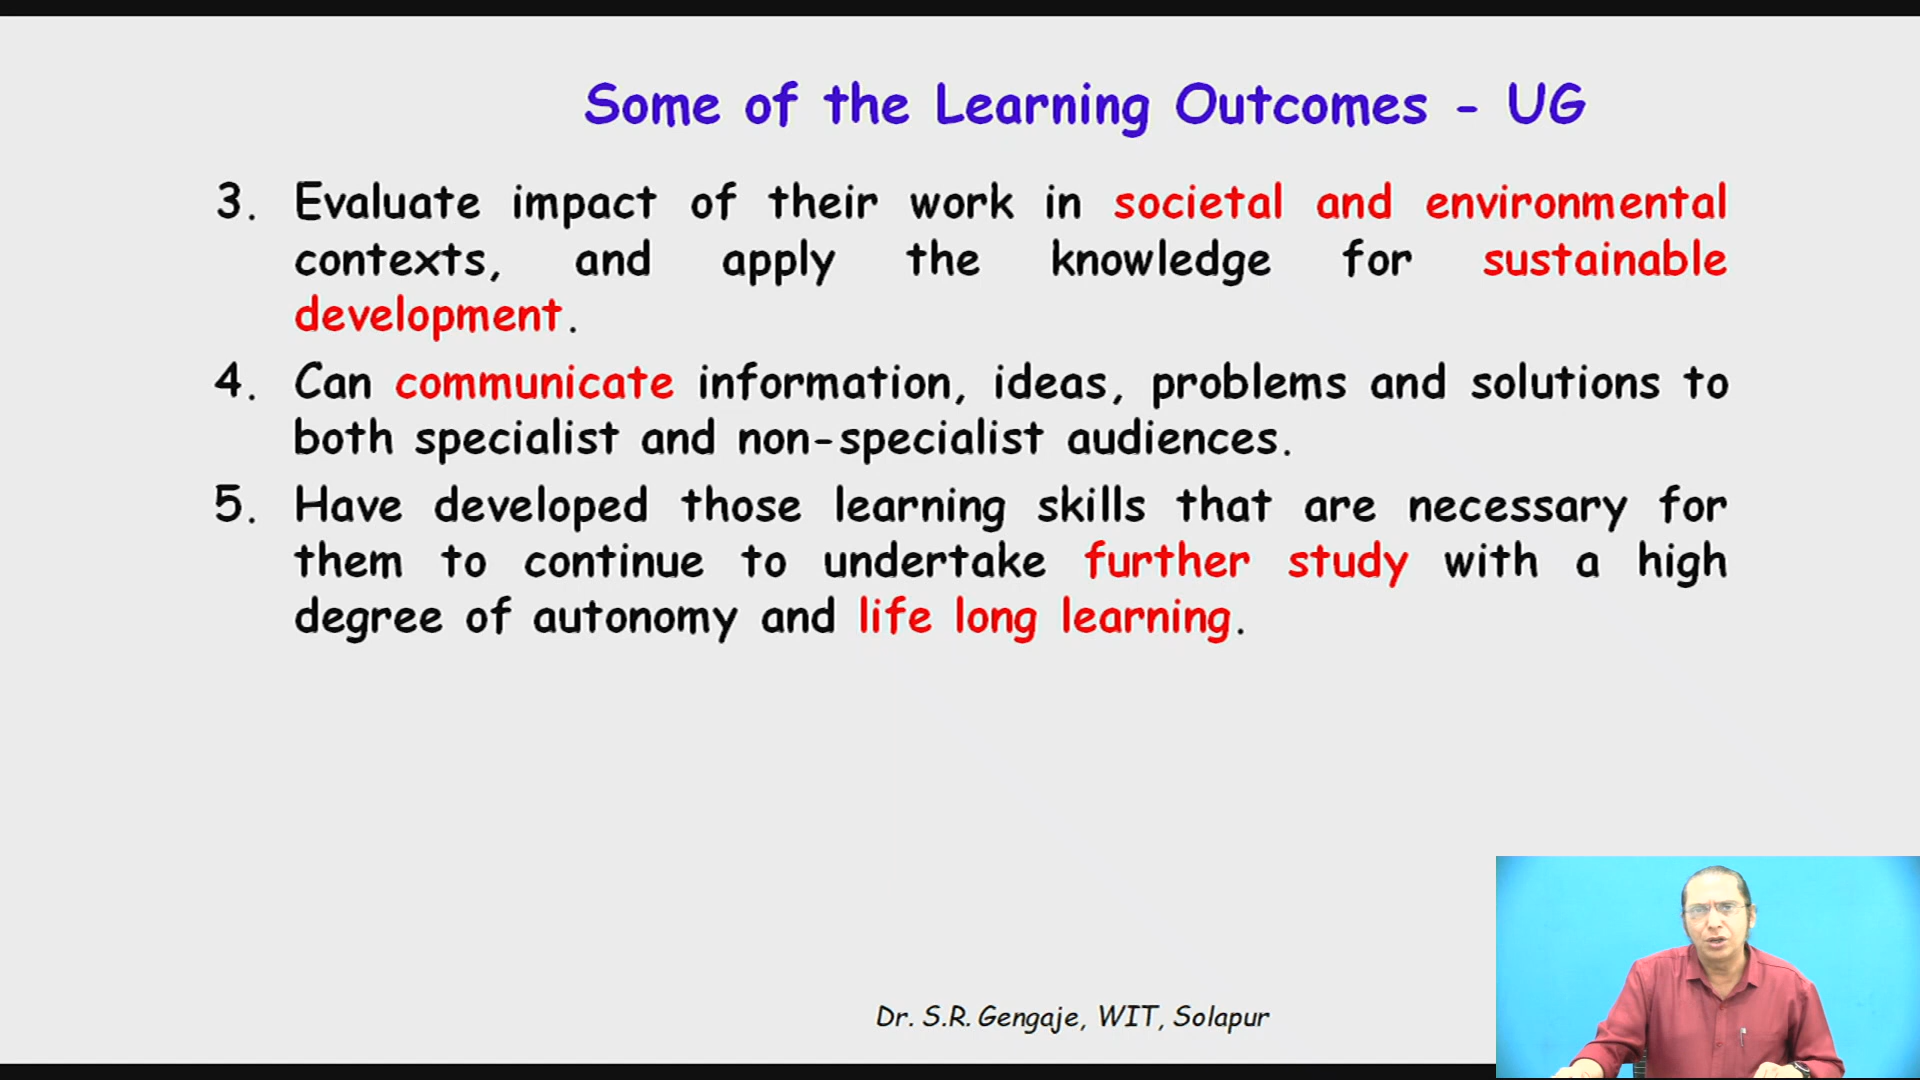 Some of the Learning Outcomes - UG
3. Evaluate impact of their work in societal and environmental
contexts, and apply the knowledge for sustainable
development.
4. Can communicate information, ideas, problems and solutions to
both specialist and non-specialist audiences.
5. Have developed those learning skills that are necessary for
them to continue to undertake further study with a high
degree of autonomy and life long learning.
Dr. S.R. Gengaje, WIT, Solapur